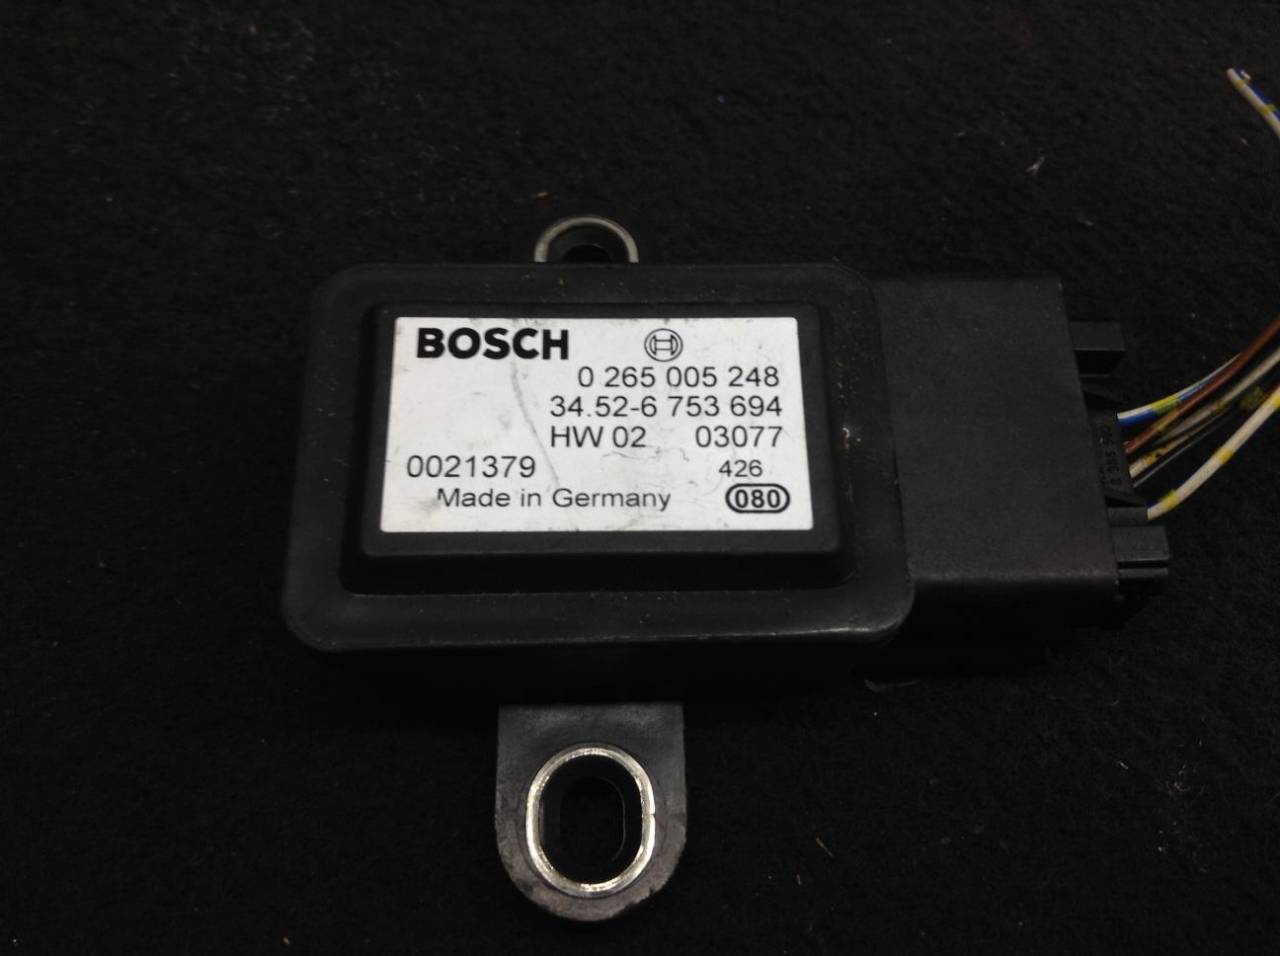 BOSCH
0 265 005 248
34.52-6 753 694
HW 02 03077
0021379 426
Made in Germany 080